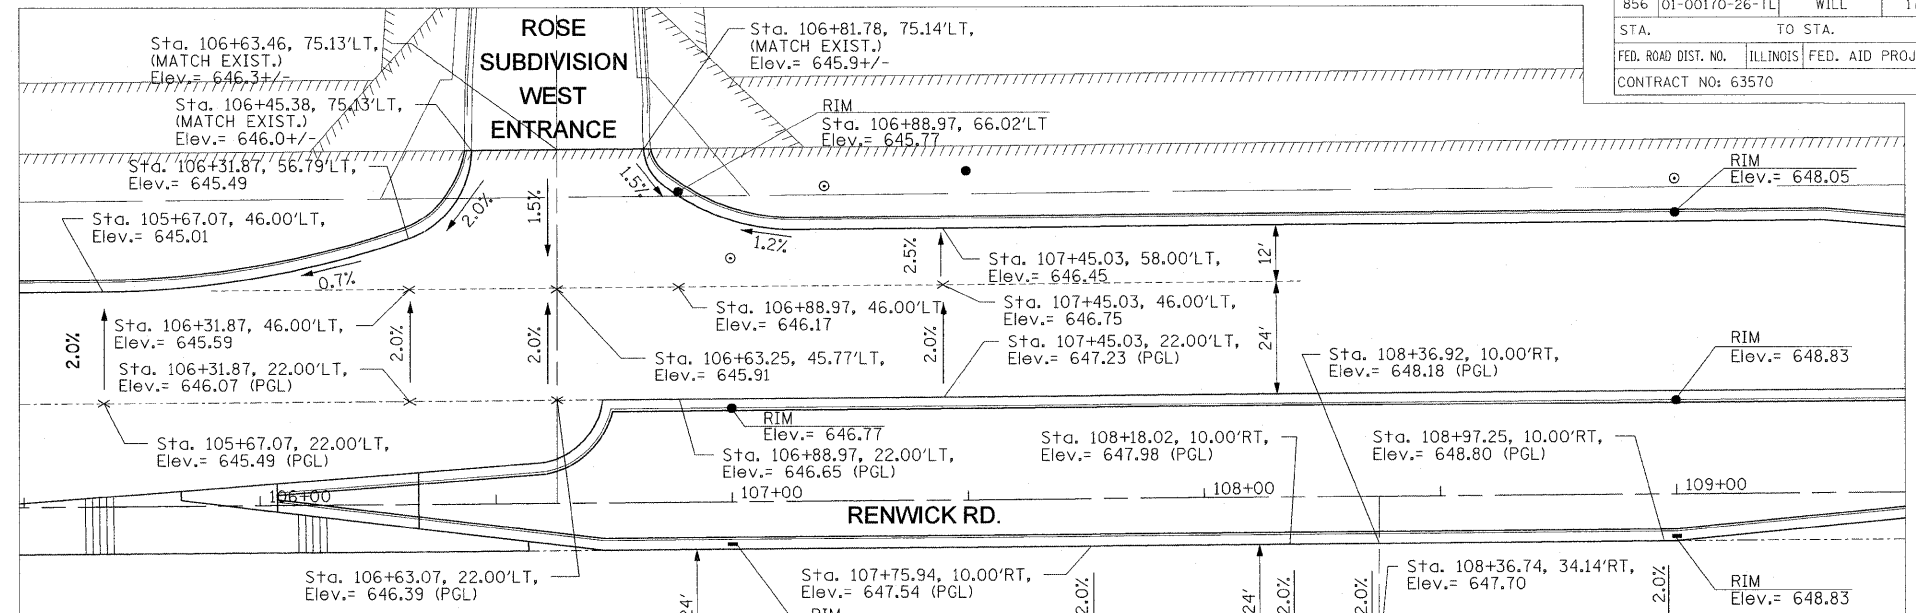 856 01-00170-26-TL WILL
STA. TO STA.
FED. ROAD DIST. NO. ILLINOIS FED. AID PROJ
CONTRACT NO: 63570
ROSE
SUBDIVISION
WEST
ENTRANCE
Sta. 106+63.46, 75.13'LT,
(MATCH EXIST.)
Elev.= 646.3+/-
Sta. 106+81.78, 75.14'LT,
(MATCH EXIST.)
Elev.= 645.9+/-
Sta. 106+45.38, 75.13'LT,
(MATCH EXIST.)
Elev.= 646.0+/-
RIM
Sta. 106+88.97, 66.02'LT
Elev.= 645.77
Sta. 106+31.87, 56.79'LT,
Elev.= 645.49
RIM
Elev.= 648.05
Sta. 105+67.07, 46.00'LT,
Elev.= 645.01
2.0%
1.5%
1.5%
1.2%
0.7%
2.5%
12'
Sta. 107+45.03, 58.00'LT,
Elev.= 646.45
Sta. 106+88.97, 46.00'LT
Elev.= 646.17
Sta. 107+45.03, 46.00'LT,
Elev.= 646.75
Sta. 106+31.87, 46.00'LT,
Elev.= 645.59
2.0%
2.0%
2.0%
2.0%
24'
Sta. 107+45.03, 22.00'LT,
Elev.= 647.23 (PGL)
RIM
Elev.= 648.83
Sta. 106+63.25, 45.77'LT,
Elev.= 645.91
Sta. 108+36.92, 10.00'RT,
Elev.= 648.18 (PGL)
Sta. 106+31.87, 22.00'LT,
Elev.= 646.07 (PGL)
RIM
Elev.= 646.77
Sta. 105+67.07, 22.00'LT,
Elev.= 645.49 (PGL)
Sta. 106+88.97, 22.00'LT,
Elev.= 646.65 (PGL)
Sta. 108+18.02, 10.00'RT,
Elev.= 647.98 (PGL)
Sta. 108+97.25, 10.00'RT,
Elev.= 648.80 (PGL)
106+00
107+00
108+00
109+00
RENWICK RD.
Sta. 106+63.07, 22.00'LT,
Elev.= 646.39 (PGL)
Sta. 107+75.94, 10.00'RT,
Elev.= 647.54 (PGL)
Sta. 108+36.74, 34.14'RT,
Elev.= 647.70
RIM
Elev.= 648.83
24'
2.0%
24'
2.0%
2.0%
2.0%
RIM